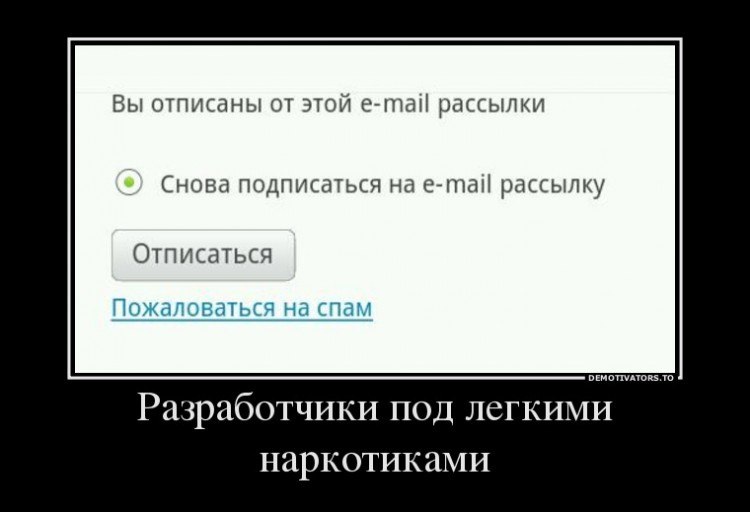 Вы отписаны от этой e-mail рассылки
Снова подписаться на e-mail рассылку
Отписаться
Пожаловаться на спам
DEMOTIVATORS.TO
Разработчики под легкими
наркотиками